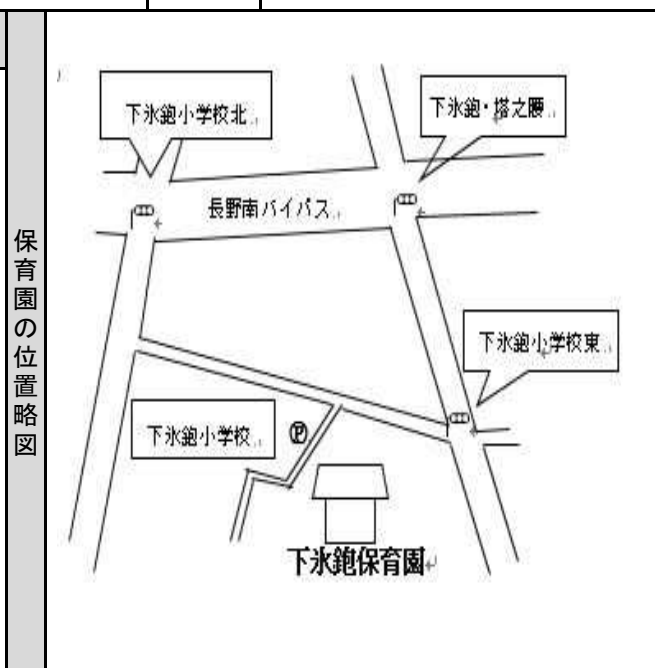 保育園の位置略図
下氷鉋小学校北
下氷鉋・塔之腰
長野南バイパス
下氷鉋小学校東
下氷鉋小学校
Ⓟ
下氷鉋保育園